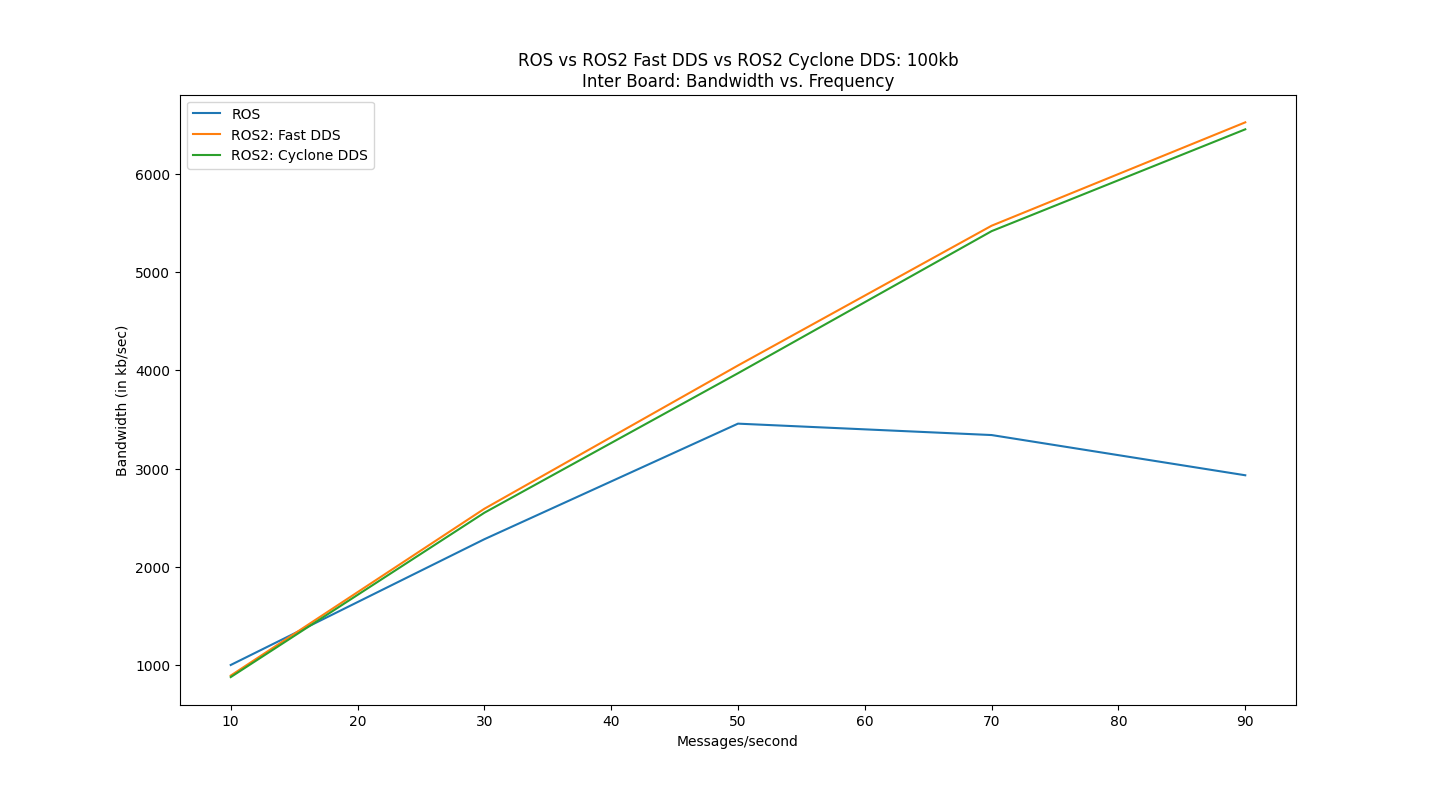 ROS vs ROS2 Fast DDS vs ROS2 Cyclone DDS: 100kb
Inter Board: Bandwidth vs. Frequency
ROS
ROS2: Fast DDS
ROS2: Cyclone DDS
Bandwidth (in kb/sec)
6000
5000
4000
3000
2000
1000
10 20 30 40 50 60 70 80 90
Messages/second